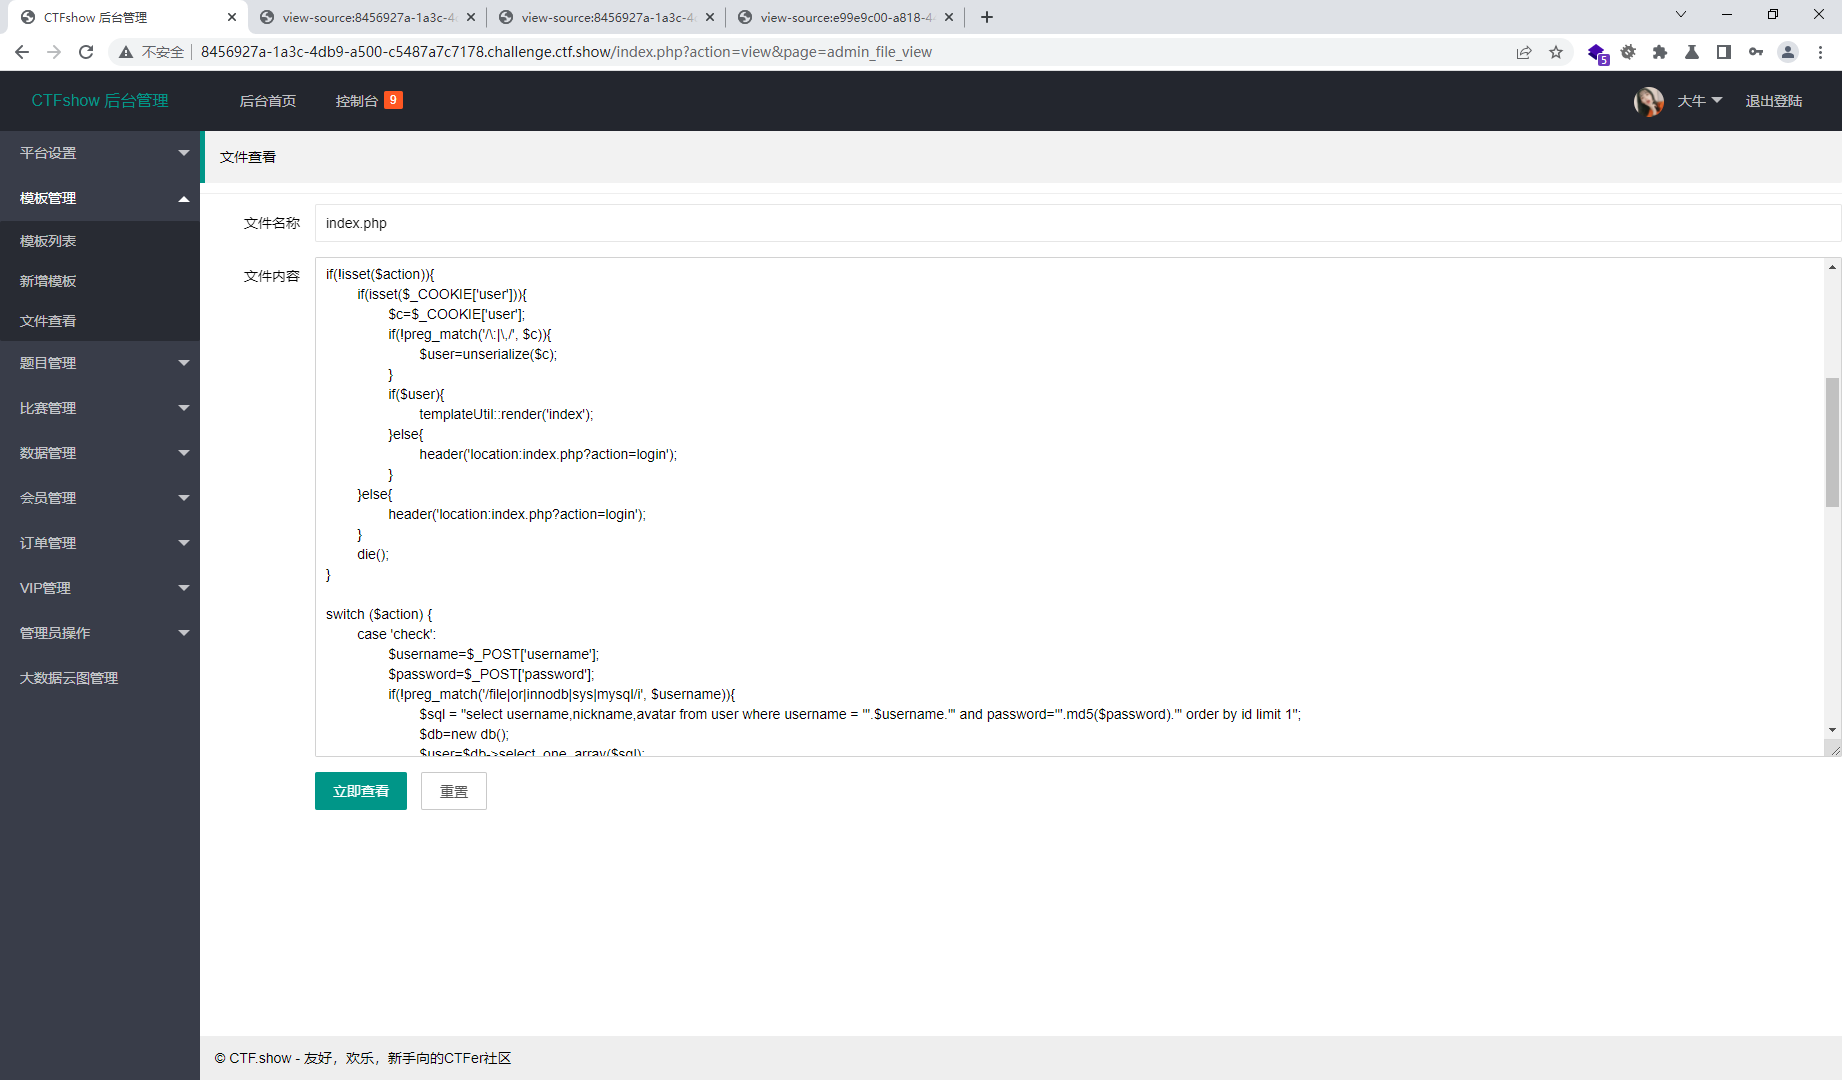 CTFshow 后台管理
view-source:8456927a-1a3c-4
view-source:8456927a-1a3c-4
view-source:e99e9c00-a818-4
不安全
8456927a-1a3c-4db9-a500-c5487a7c7178.challenge.ctf.show/index.php?action=view&page=admin_file_view
5
CTFshow 后台管理
后台首页
控制台 9
大牛
退出登陆
平台设置
模板管理
模板列表
新增模板
文件查看
题目管理
比赛管理
数据管理
会员管理
订单管理
VIP管理
管理员操作
大数据云图管理
文件查看
文件名称
index.php
文件内容
if(!isset($action)){
if(isset($_COOKIE['user'])){
$c=$_COOKIE['user'];
if(!preg_match('/\:|\,/', $c)){
$user=unserialize($c);
}
if($user){
templateUtil::render('index');
}else{
header('location:index.php?action=login');
}
}else{
header('location:index.php?action=login');
}
die();
}
switch ($action) {
case 'check':
$username=$_POST['username'];
$password=$_POST['password'];
if(!preg_match('/file|or|innodb|sys|mysql/i', $username)){
$sql = "select username,nickname,avatar from user where username = '".$username."' and password='".md5($password)."' order by id limit 1";
$db=new db();
$user=$db->select_one_array($sql);
立即查看
重置
© CTF.show - 友好，欢乐，新手向的CTFer社区